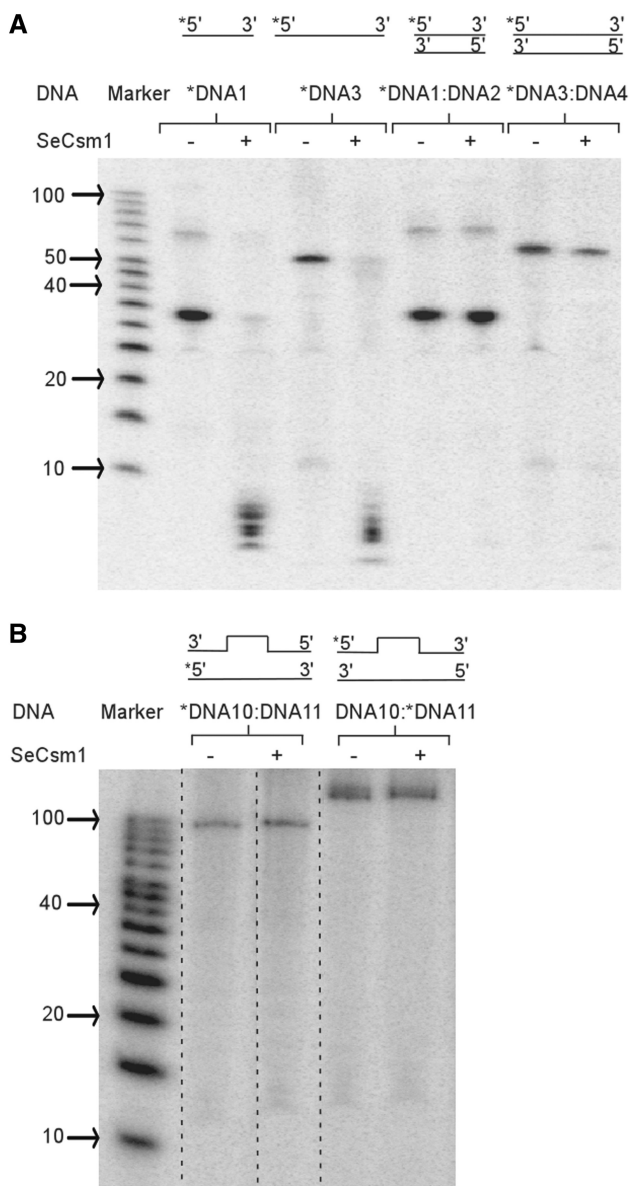 A
*5' 3' *5' 3' *5' 3' *5' 3'
3' 5' 3' 5'
DNA Marker *DNA1 *DNA3 *DNA1:DNA2 *DNA3:DNA4
SeCsm1 - + - + - + - +
100
50
40
20
10
B
3' 5' *5' 3'
*5' 3' 3' 5'
DNA Marker *DNA10:DNA11 DNA10:*DNA11
SeCsm1 - + - +
100
40
20
10